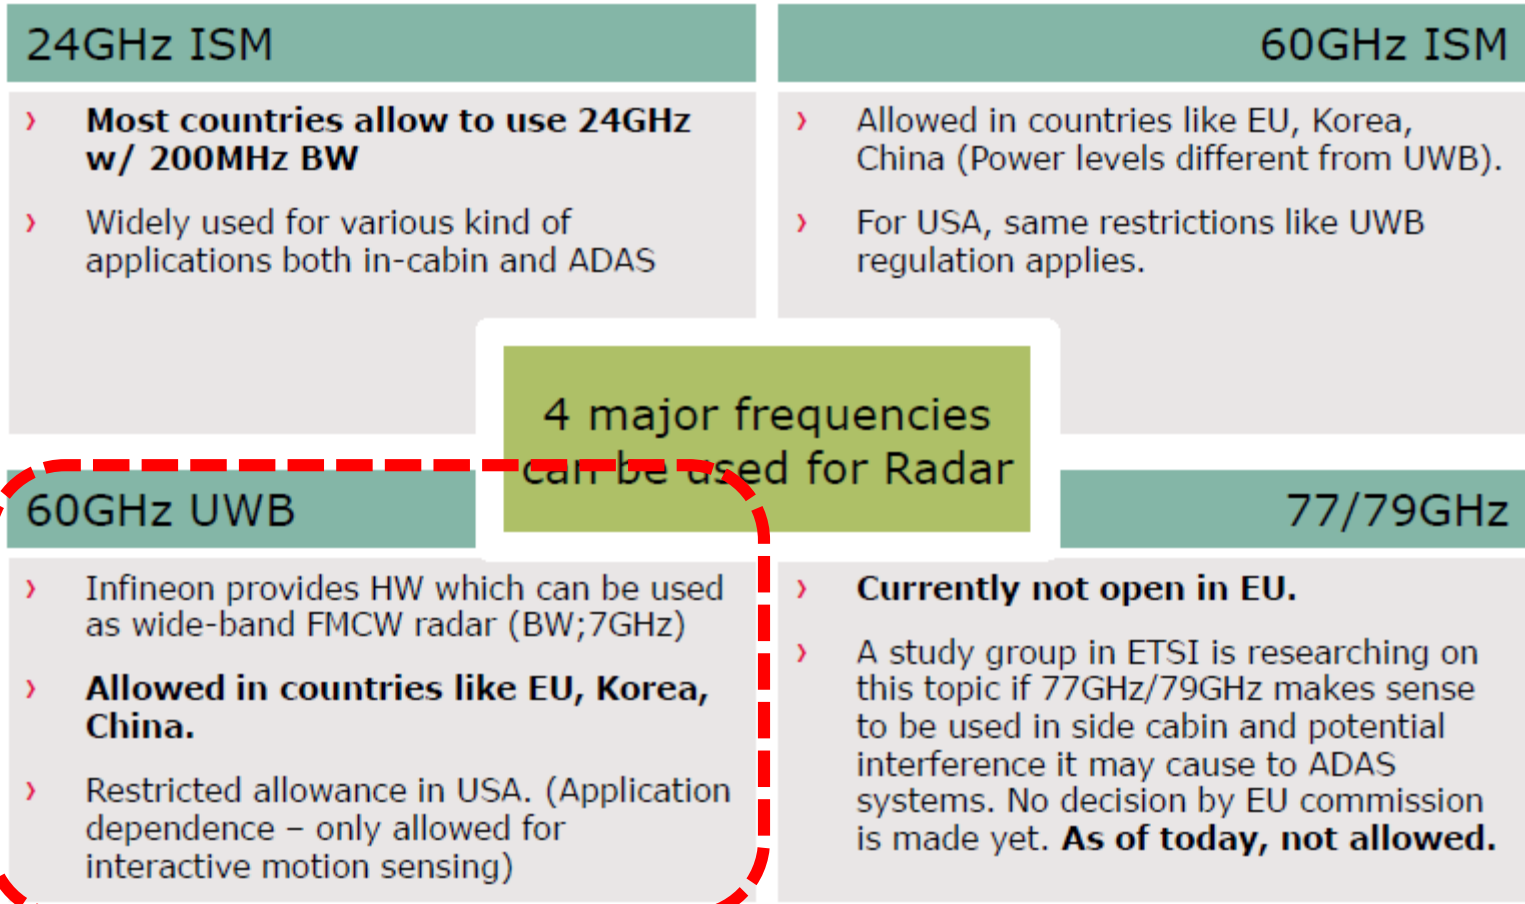 24GHz ISM
› Most countries allow to use 24GHz
w/ 200MHz BW
› Widely used for various kind of
applications both in-cabin and ADAS
60GHz ISM
› Allowed in countries like EU, Korea,
China (Power levels different from UWB).
› For USA, same restrictions like UWB
regulation applies.
4 major frequencies
can be used for Radar
60GHz UWB
› Infineon provides HW which can be used
as wide-band FMCW radar (BW;7GHz)
› Allowed in countries like EU, Korea,
China.
› Restricted allowance in USA. (Application
dependence – only allowed for
interactive motion sensing)
77/79GHz
› Currently not open in EU.
› A study group in ETSI is researching on
this topic if 77GHz/79GHz makes sense
to be used in side cabin and potential
interference it may cause to ADAS
systems. No decision by EU commission
is made yet. As of today, not allowed.